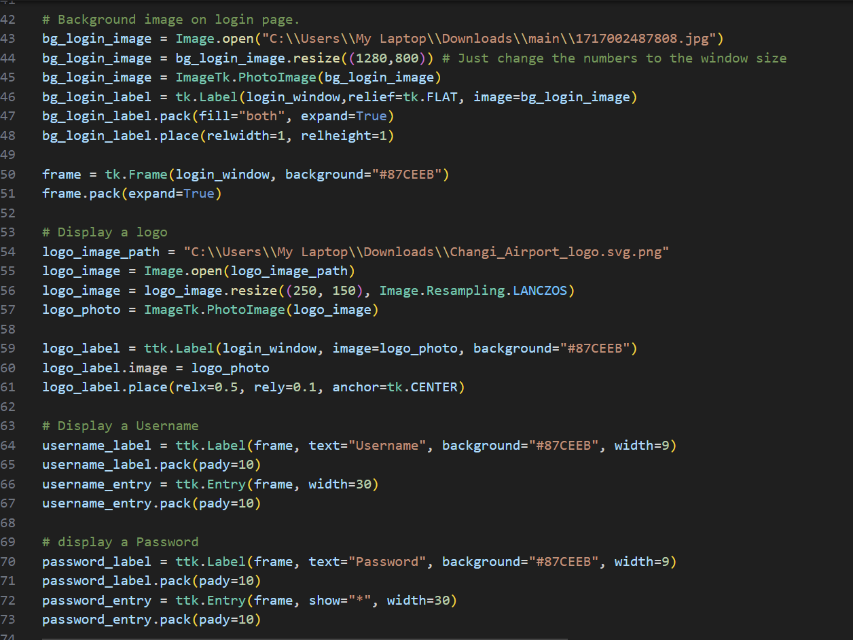 42 # Background image on login page.
43 bg_login_image = Image.open("C:\\Users\\My Laptop\\Downloads\\main\\1717002487808.jpg")
44 bg_login_image = bg_login_image.resize((1280,800)) # Just change the numbers to the window size
45 bg_login_image = ImageTk.PhotoImage(bg_login_image)
46 bg_login_label = tk.Label(login_window,relief=tk.FLAT, image=bg_login_image)
47 bg_login_label.pack(fill="both", expand=True)
48 bg_login_label.place(relwidth=1, relheight=1)
49
50 frame = tk.Frame(login_window, background="#87CEEB")
51 frame.pack(expand=True)
52
53 # Display a logo
54 logo_image_path = "C:\\Users\\My Laptop\\Downloads\\Changi_Airport_logo.svg.png"
55 logo_image = Image.open(logo_image_path)
56 logo_image = logo_image.resize((250, 150), Image.Resampling.LANCZOS)
57 logo_photo = ImageTk.PhotoImage(logo_image)
58
59 logo_label = ttk.Label(login_window, image=logo_photo, background="#87CEEB")
60 logo_label.image = logo_photo
61 logo_label.place(relx=0.5, rely=0.1, anchor=tk.CENTER)
62
63 # Display a Username
64 username_label = ttk.Label(frame, text="Username", background="#87CEEB", width=9)
65 username_label.pack(pady=10)
66 username_entry = ttk.Entry(frame, width=30)
67 username_entry.pack(pady=10)
68
69 # display a Password
70 password_label = ttk.Label(frame, text="Password", background="#87CEEB", width=9)
71 password_label.pack(pady=10)
72 password_entry = ttk.Entry(frame, show="*", width=30)
73 password_entry.pack(pady=10)